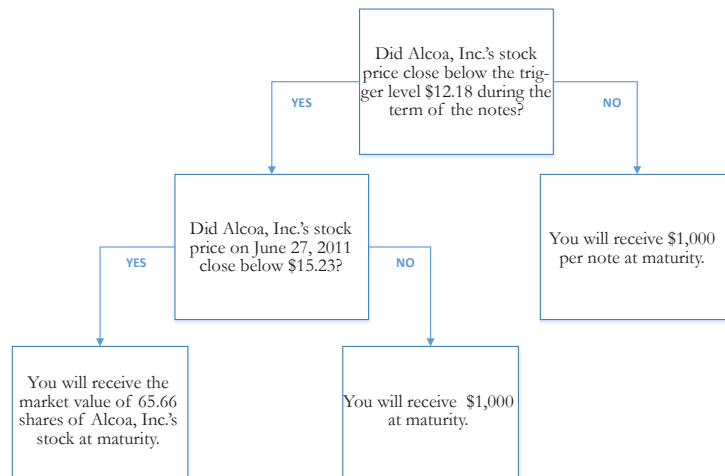 Did Alcoa, Inc.'s stock
price close below the trig-
ger level $12.18 during the
term of the notes?
YES
NO
Did Alcoa, Inc.'s stock
price on June 27, 2011
close below $15.23?
You will receive $1,000
per note at maturity.
YES
NO
You will receive the
market value of 65.66
shares of Alcoa, Inc.'s
stock at maturity.
You will receive $1,000
at maturity.